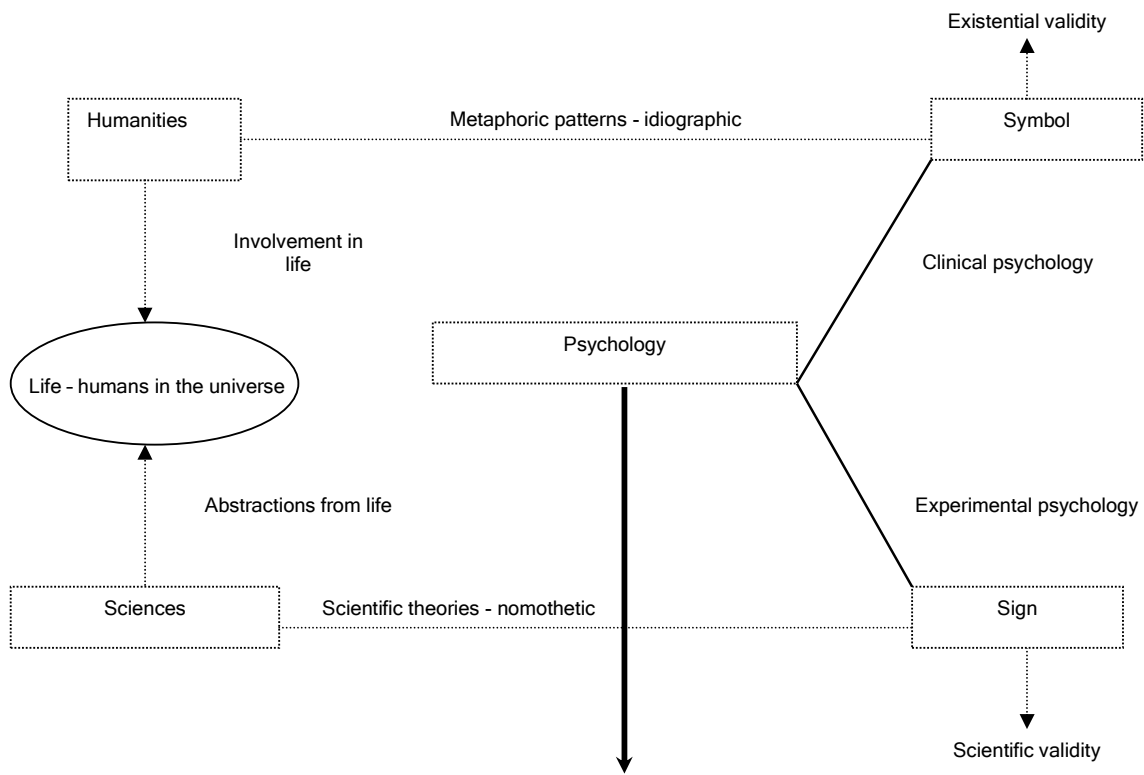 Existential validity
Humanities
Metaphoric patterns - idiographic
Symbol
Involvement in
life
Clinical psychology
Psychology
Life - humans in the universe
Abstractions from life
Experimental psychology
Sciences
Scientific theories - nomothetic
Sign
Scientific validity